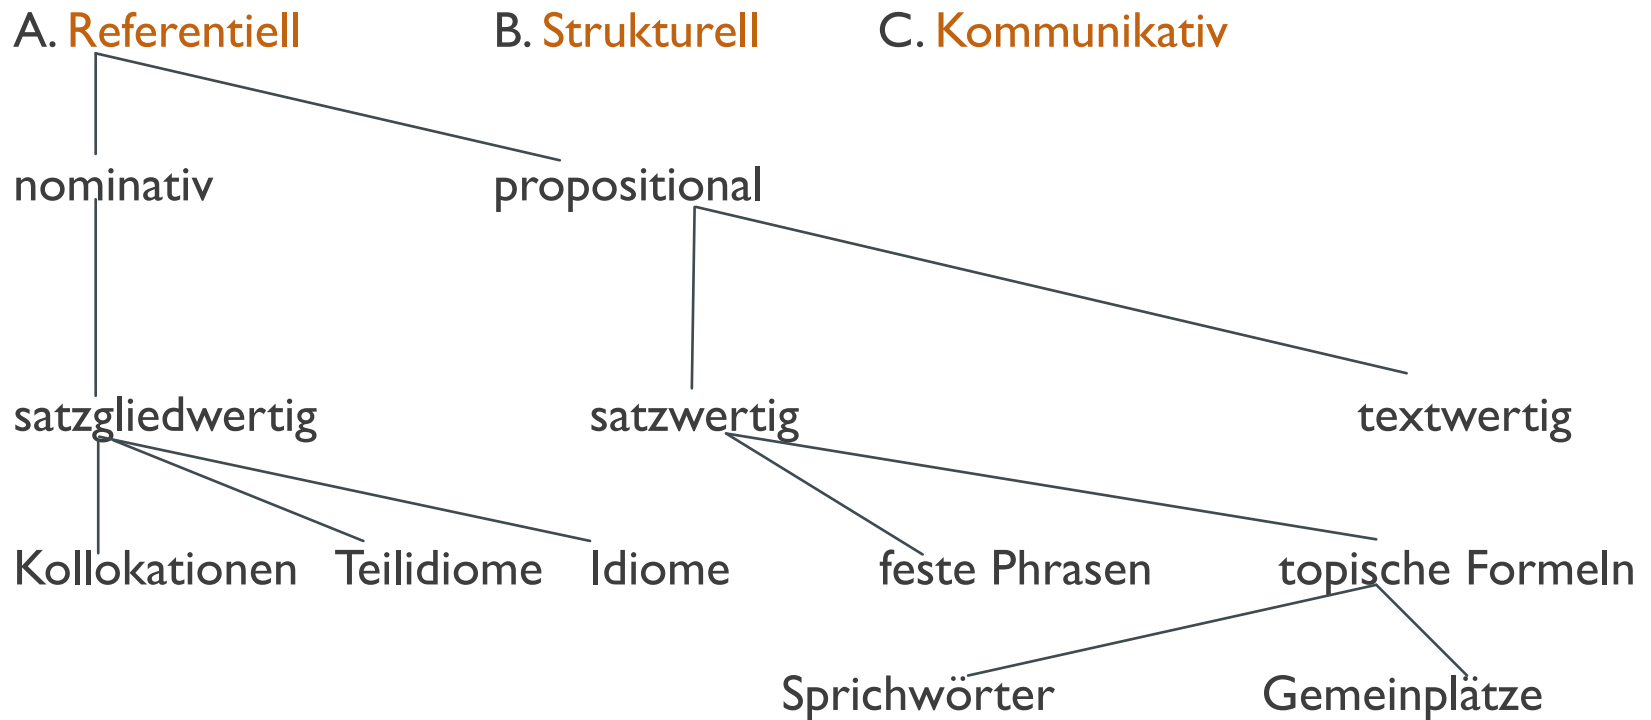 A. Referentiell B. Strukturell C. Kommunikativ
nominativ propositional
satzgliedwertig satzwertig textwertig
Kollokationen Teilidiome Idiome feste Phrasen topische Formeln
Sprichwörter Gemeinplätze